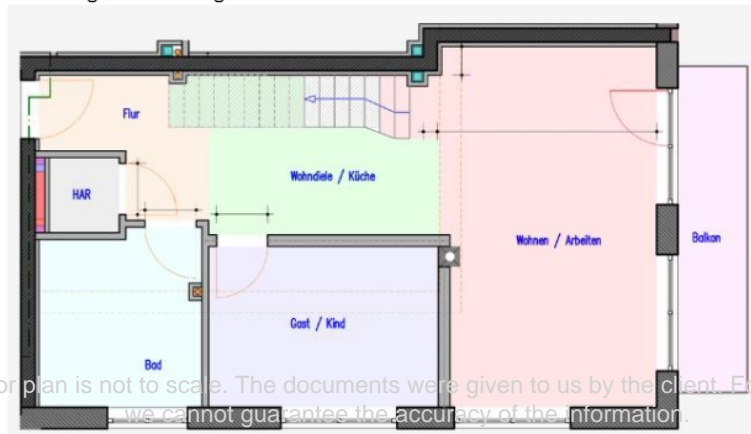 Flur
HAR
Wohndiele / Küche
Wohnen / Arbeiten
Balkon
Gast / Kind
Bad
plan is not to scale. The documents were given to us by the client.
we cannot guarantee the accuracy of the information.